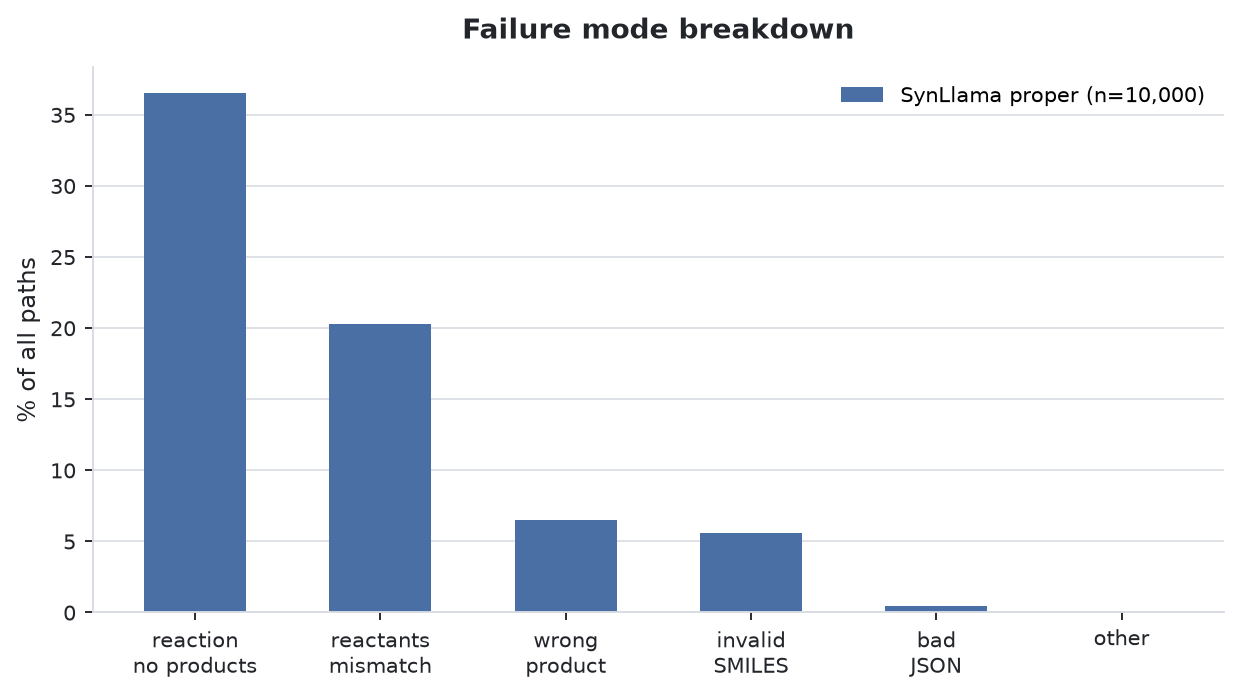 Failure mode breakdown
SynLlama proper (n=10,000)
% of all paths
35
30
25
20
15
10
5
0
reaction
no products
reactants
mismatch
wrong
product
invalid
SMILES
bad
JSON
other